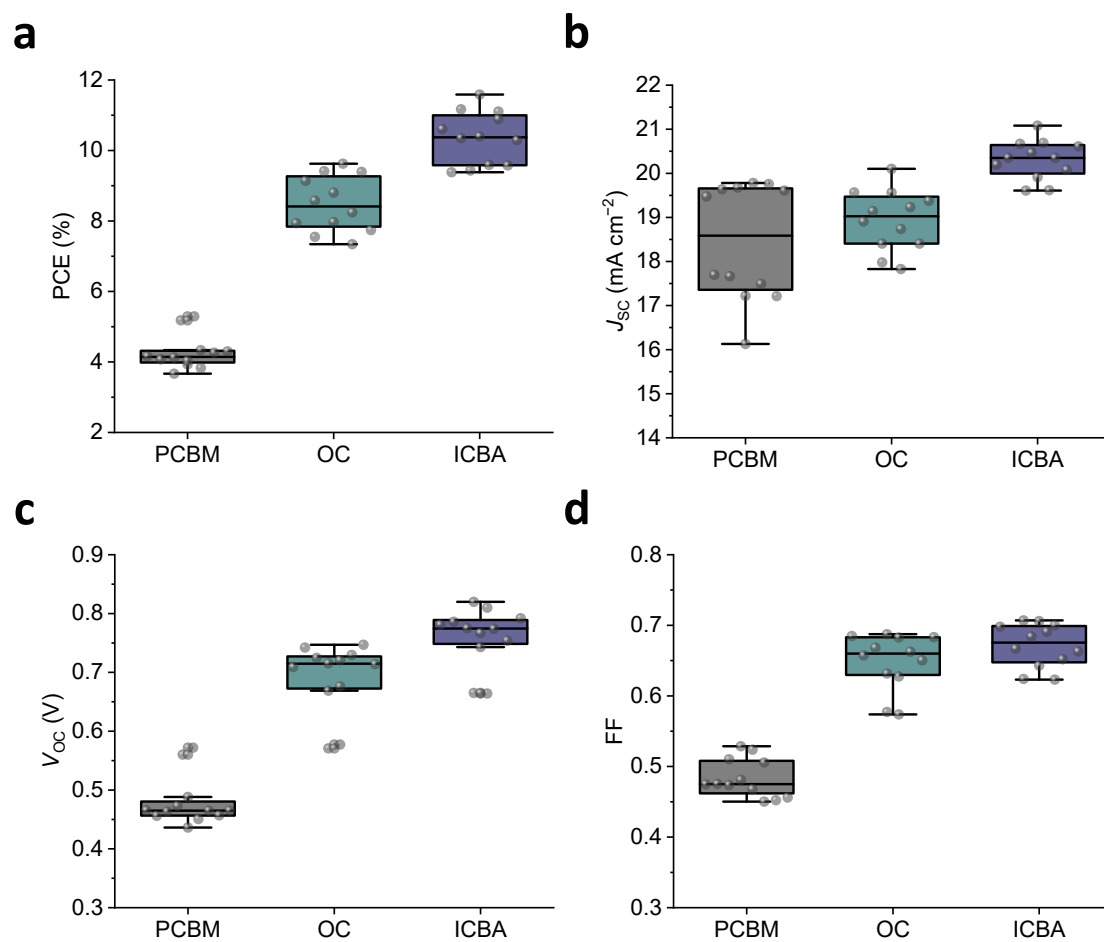 a
PCE (%)
12
10
8
6
4
2
PCBM OC ICBA
b
J_SC (mA cm⁻²)
22
21
20
19
18
17
16
15
14
PCBM OC ICBA
c
V_OC (V)
0.9
0.8
0.7
0.6
0.5
0.4
0.3
PCBM OC ICBA
d
FF
0.8
0.7
0.6
0.5
0.4
0.3
PCBM OC ICBA